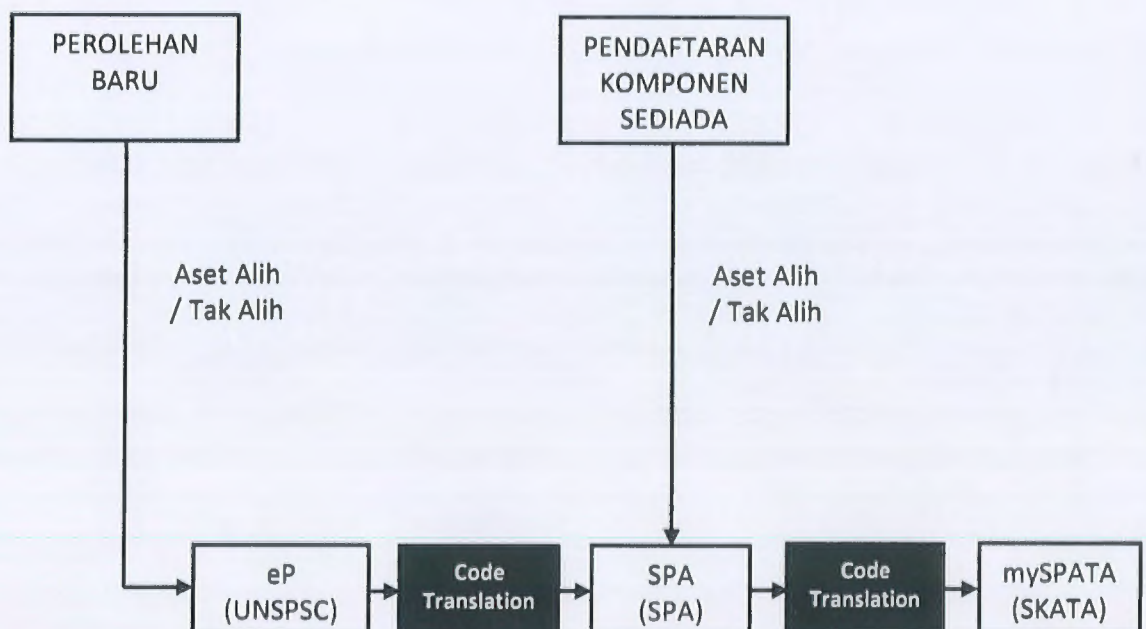 PEROLEHAN
BARU
PENDAFTARAN
KOMPONEN
SEDIADA
Aset Alih
/ Tak Alih
Aset Alih
/ Tak Alih
eP
(UNSPSC)
Code
Translation
SPA
(SPA)
Code
Translation
mySPATA
(SKATA)